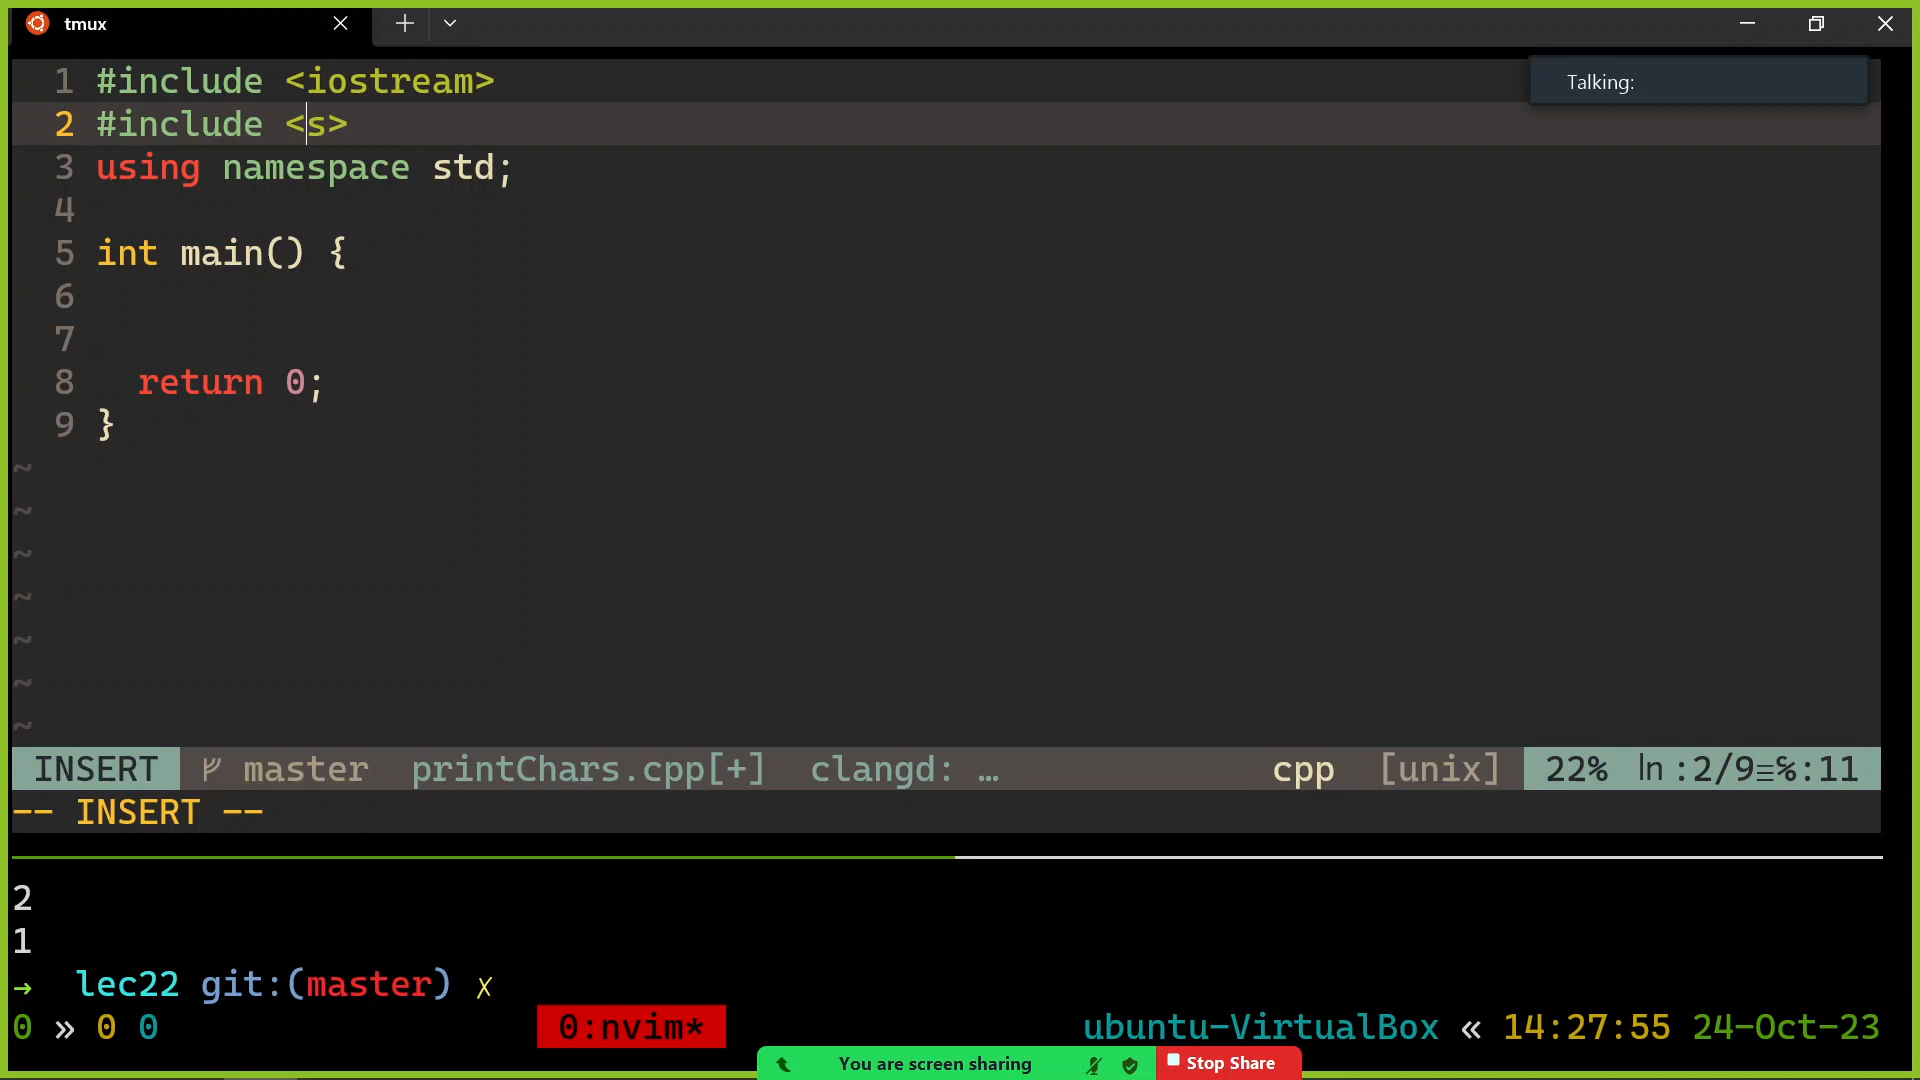 tmux
Talking:
1 #include <iostream>
2 #include <s>
3 using namespace std;
4
5 int main() {
6
7
8   return 0;
9 }
~
~
~
~
~
~
~
INSERT master printChars.cpp[+] clangd: … cpp [unix] 22% ln :2/9≡℅:11
-- INSERT --
2
1
→ lec22 git:(master) ✗
0 » 0 0 0:nvim* ubuntu-VirtualBox « 14:27:55 24-Oct-23
You are screen sharing Stop Share